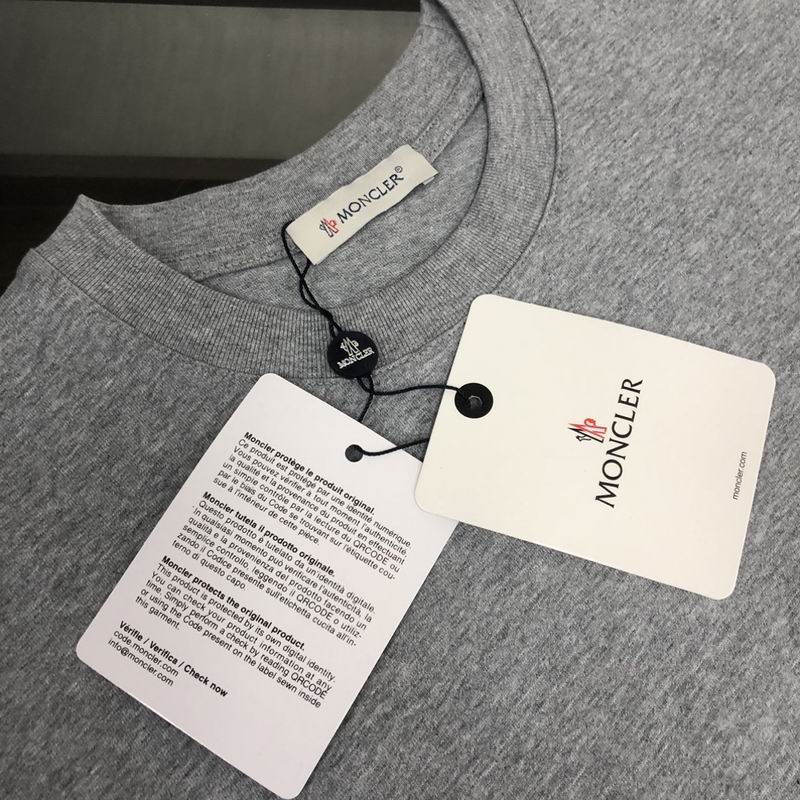 MONCLER®
MONCLER
MONCLER
moncler.com
Moncler protège le produit original.
Ce produit est protégé par une identité numérique.
Vous pouvez vérifier à tout moment l'authenticité,
la qualité et la provenance du produit en effectuant
un simple contrôle par la lecture du QRCODE ou
par le biais du Code se trouvant sur l'étiquette cou-
sue à l'intérieur de cette pièce.
Moncler tutela il prodotto originale.
Questo prodotto è tutelato da un'identità digitale.
In qualsiasi momento può verificare l'autenticità, la
qualità e la provenienza del prodotto facendo un
semplice controllo, leggendo il QRCODE o utiliz-
zando il Codice presente sull'etichetta cucita all'in-
terno di questo capo.
Moncler protects the original product.
This product is protected by its own digital identity.
You can check your product information at any
time. Simply perform a check by reading QRCODE
or using the Code present on the label sewn inside
this garment.
Vérifie / Verifica / Check now
code.moncler.com
info@moncler.com